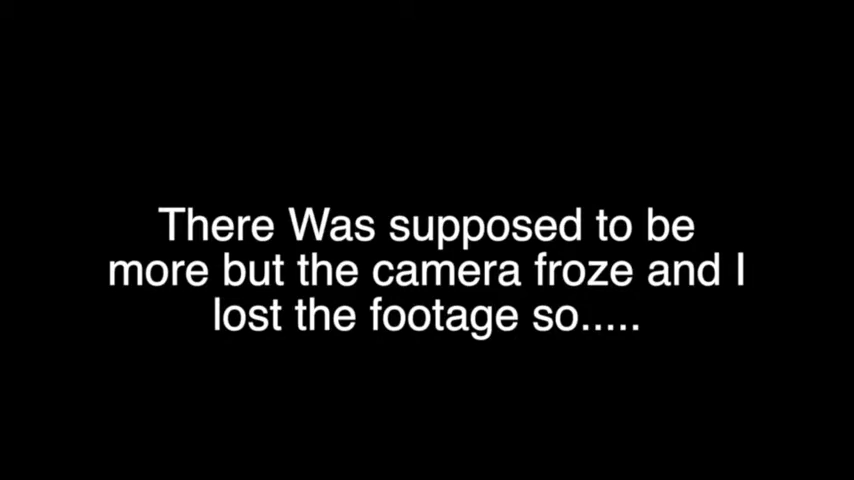 There Was supposed to be
more but the camera froze and I
lost the footage so.....